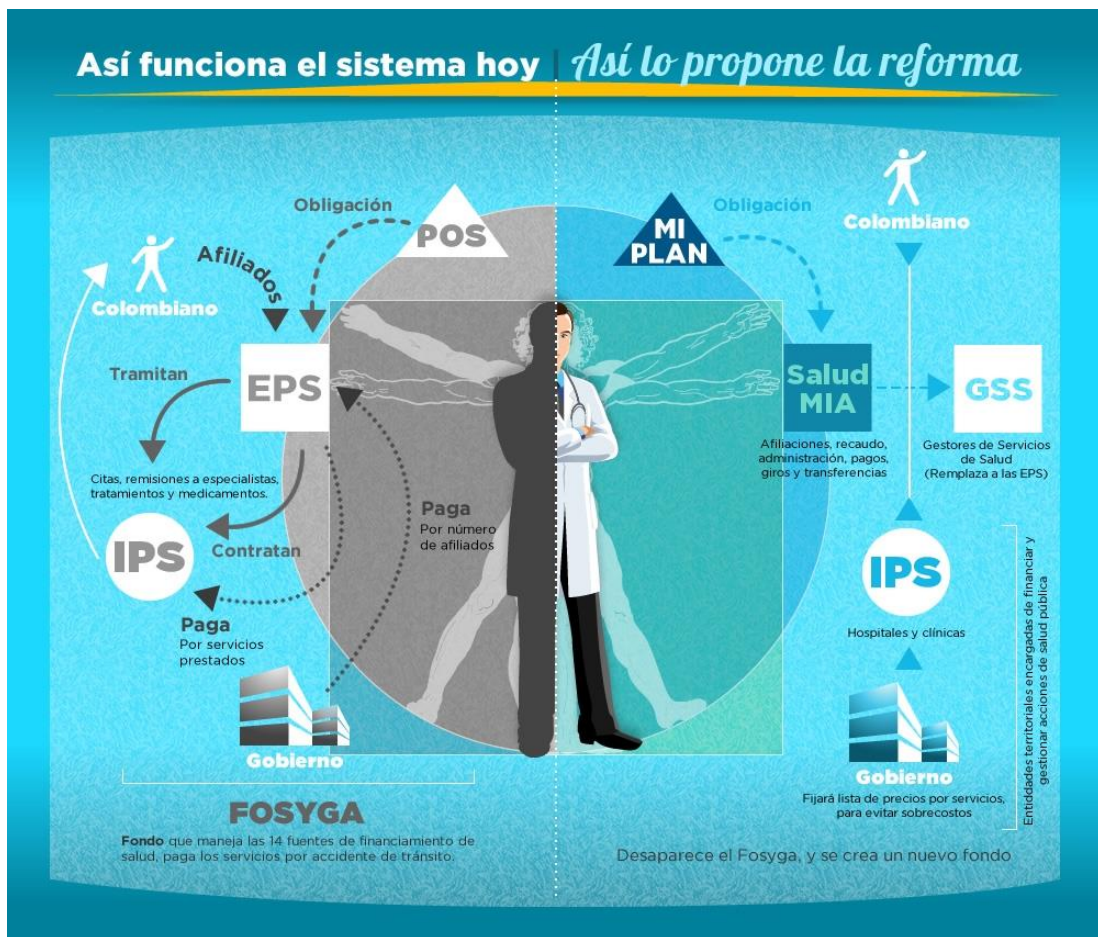 Así funciona el sistema hoy
Así lo propone la reforma
Obligación
POS
Afiliados
Colombiano
EPS
Tramitan
Citas, remisiones a especialistas,
tratamientos y medicamentos.
IPS
Contratan
Paga
Por número
de afiliados
Paga
Por servicios
prestados
Gobierno
FOSYGA
Fondo que maneja las 14 fuentes de financiamiento de
salud, paga los servicios por accidente de tránsito.
MI
PLAN
Obligación
Colombiano
Salud
MIA
Afiliaciones, recaudo,
administración, pagos,
giros y transferencias
GSS
Gestores de Servicios
de Salud
(Remplaza a las EPS)
IPS
Hospitales y clínicas
Gobierno
Fijará lista de precios por servicios,
para evitar sobrecostos
Entiddades territoriales encargadas de financiar y
gestionar acciones de salud pública
Desaparece el Fosyga, y se crea un nuevo fondo